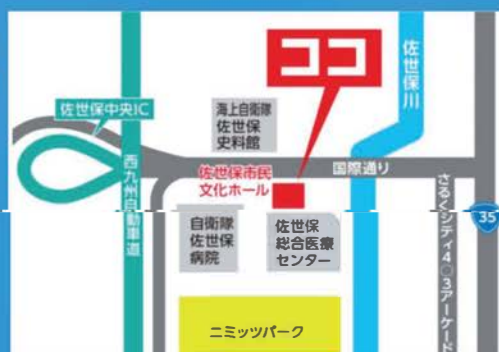 ココ
佐世保川
佐世保中央IC
海上自衛隊
佐世保
史料館
西九州自動車道
佐世保市民
文化ホール
国際通り
さるくシティ4〇3アーケード
35
自衛隊
佐世保
病院
佐世保
総合医療
センター
ニミッツパーク